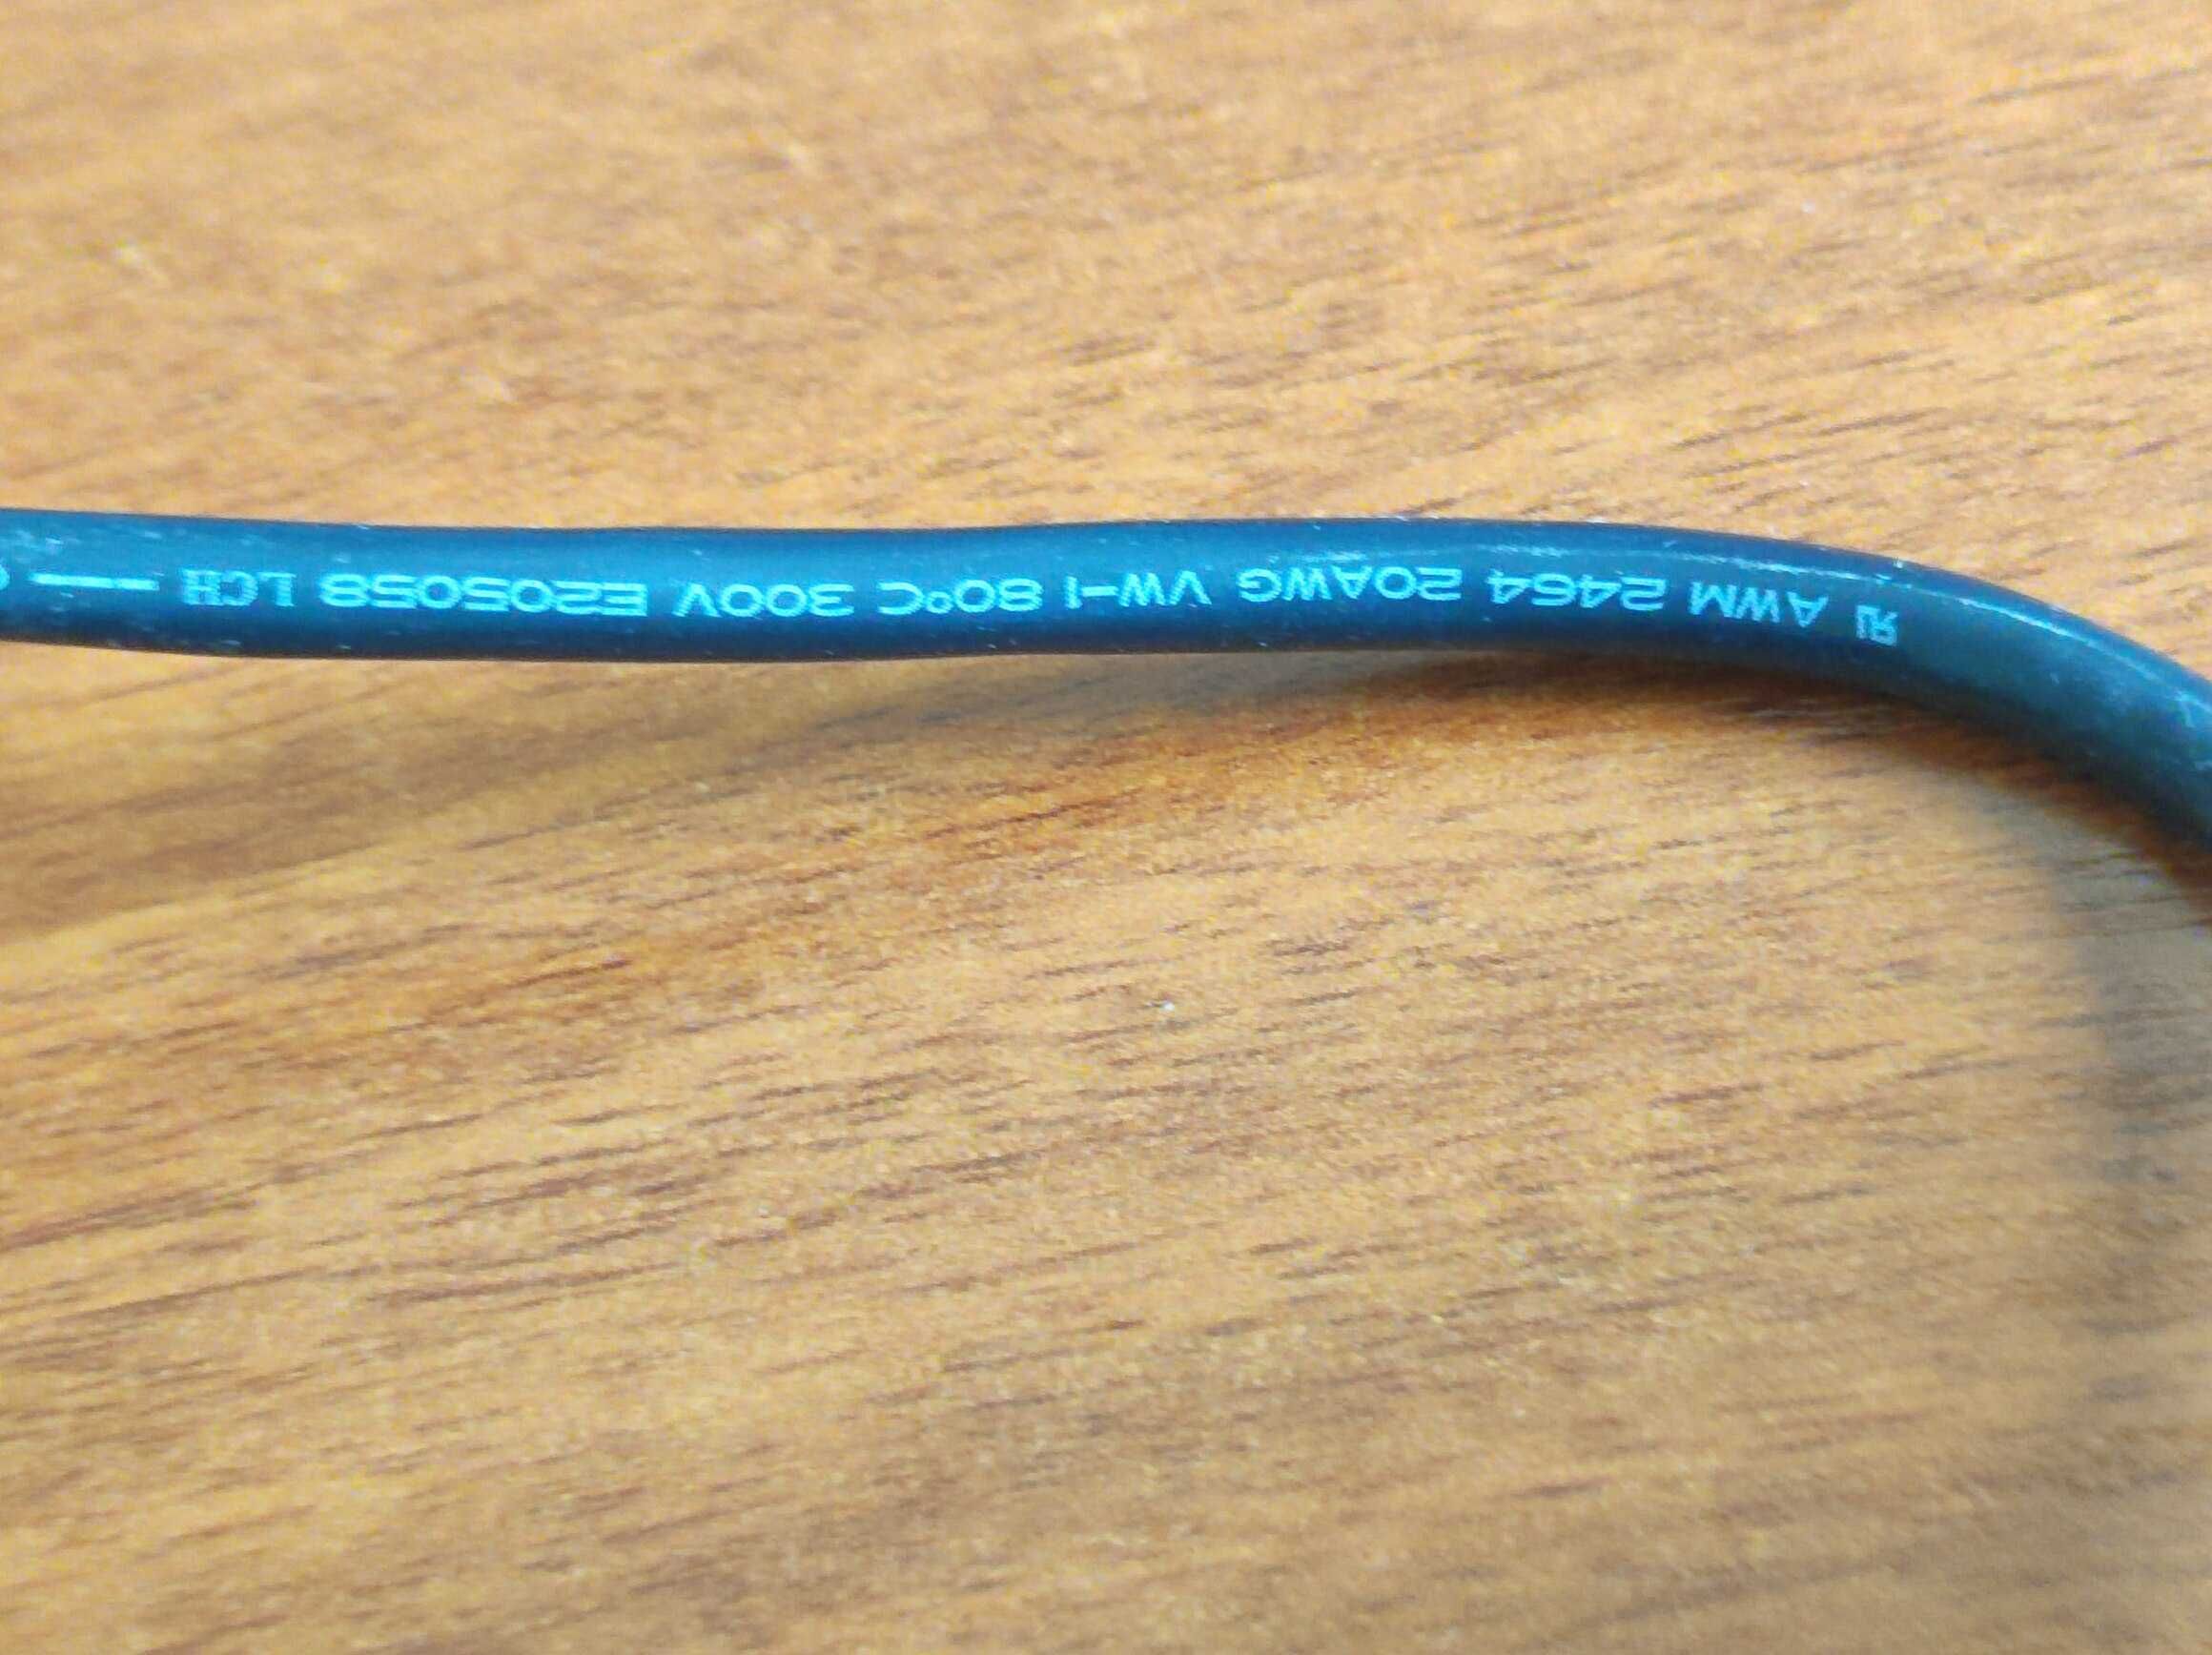 AWM 2464 20AWG VW-1 80°C 300V E205058 LCH ---